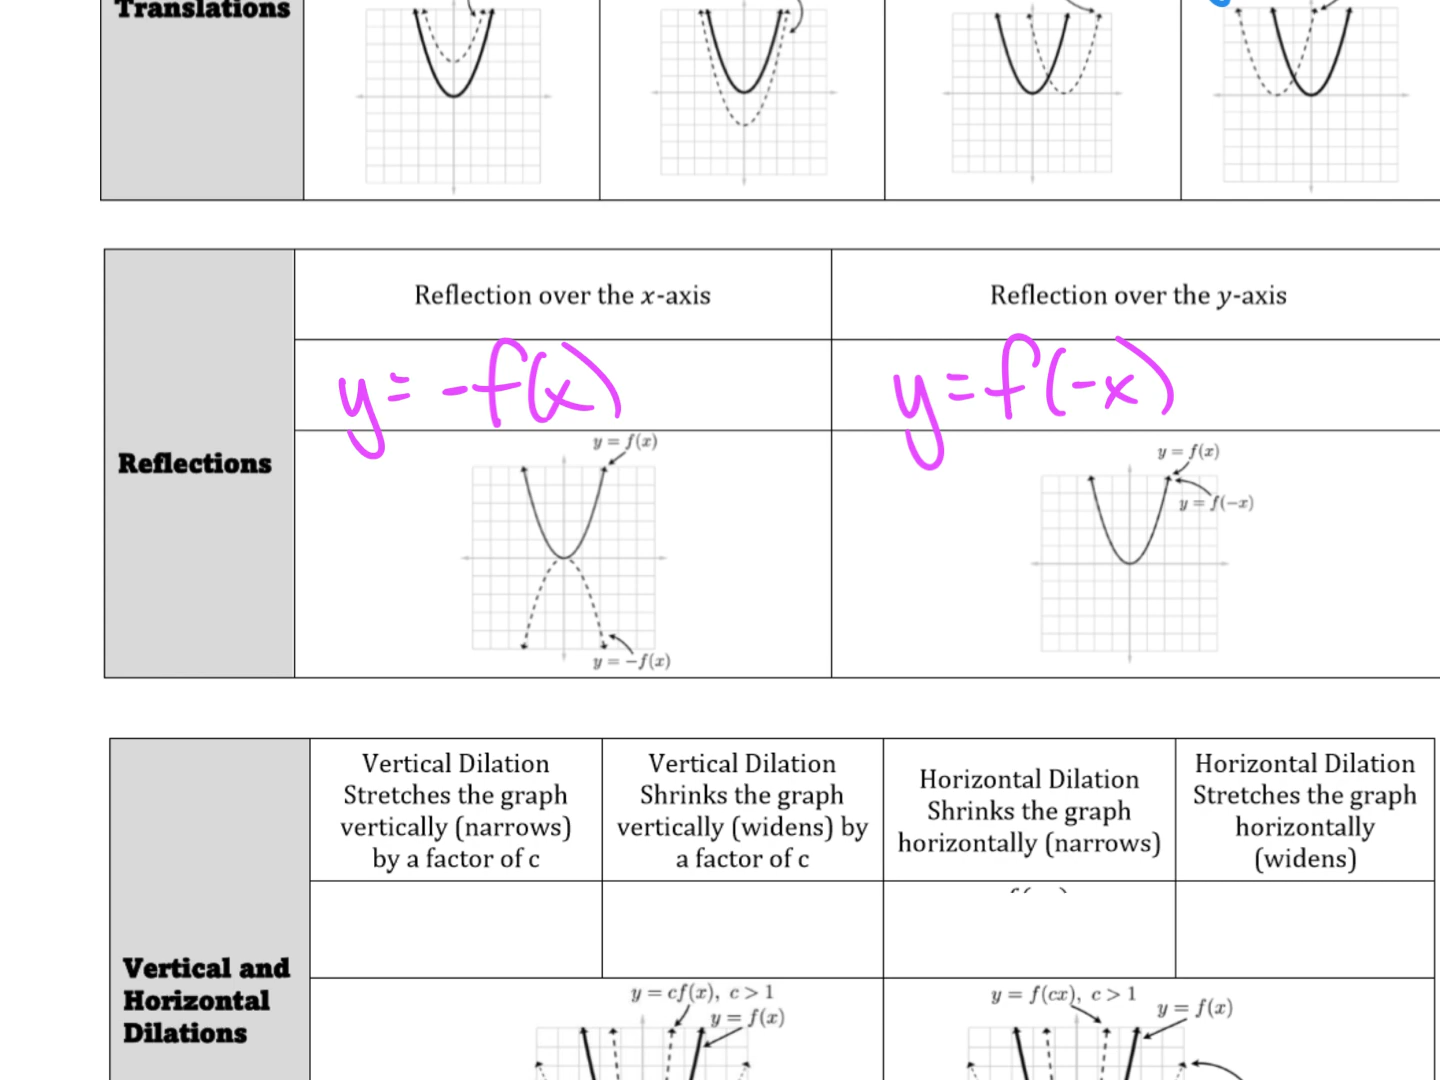 Translations
Reflection over the x-axis
Reflection over the y-axis
y = -f(x)
y = f(-x)
Reflections
y = f(x)
y = −f(x)
y = f(x)
y = f(−x)
Vertical Dilation
Stretches the graph
vertically (narrows)
by a factor of c
Vertical Dilation
Shrinks the graph
vertically (widens) by
a factor of c
Horizontal Dilation
Shrinks the graph
horizontally (narrows)
Horizontal Dilation
Stretches the graph
horizontally
(widens)
Vertical and
Horizontal
Dilations
y = cf(x), c > 1
y = f(x)
y = f(cx), c > 1
y = f(x)